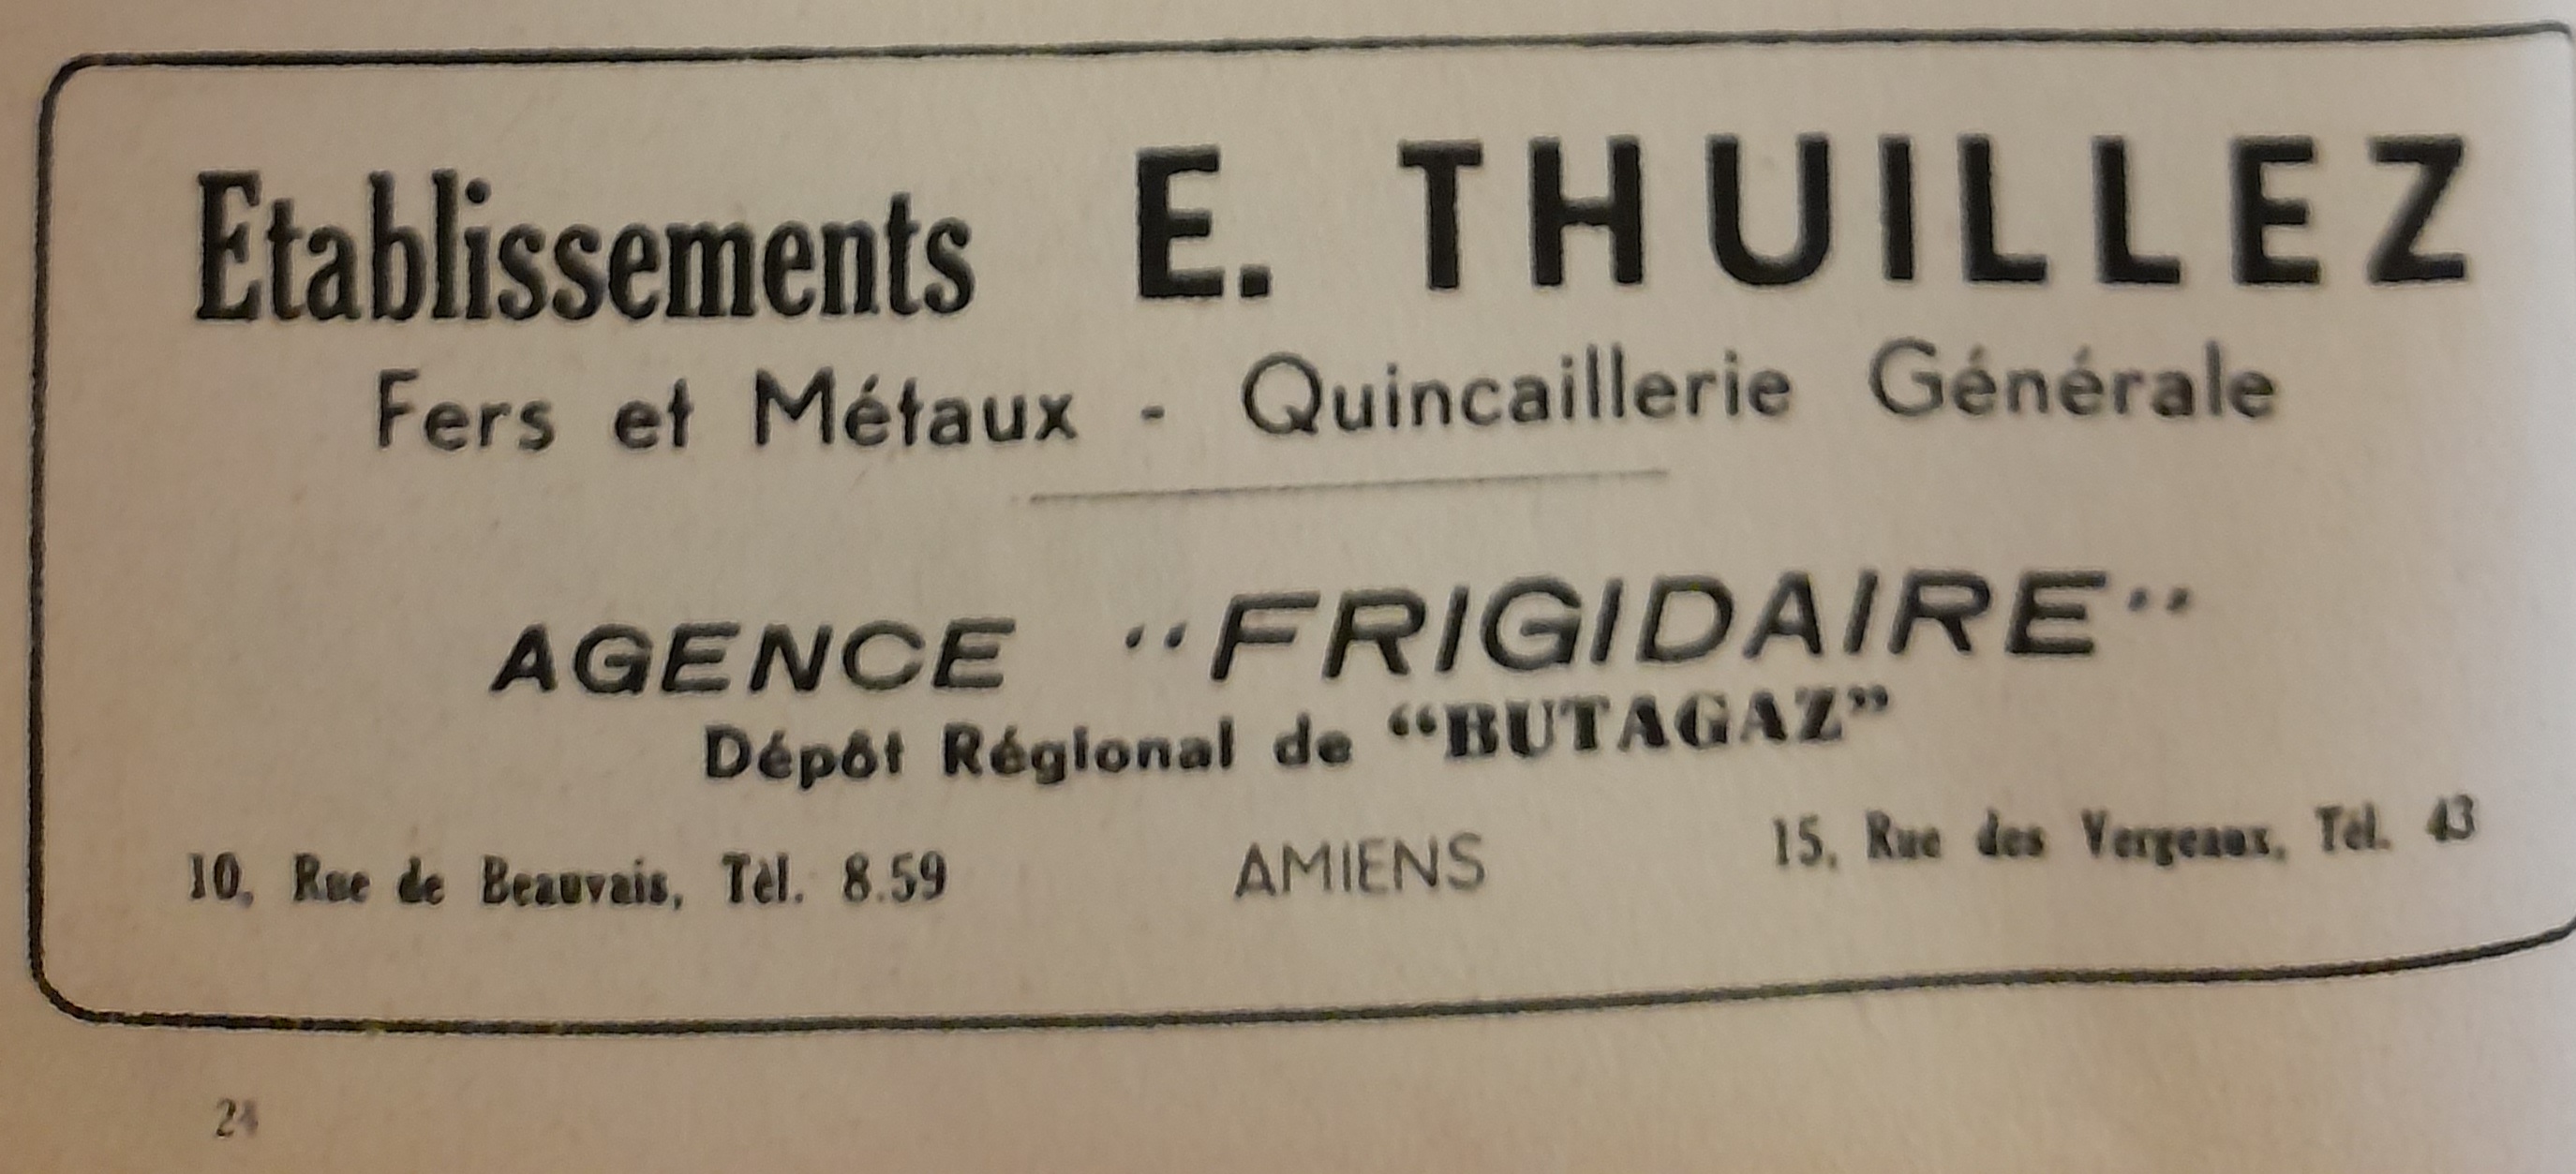 Etablissements E. THUILLEZ
Fers et Métaux - Quincaillerie Générale
AGENCE "FRIGIDAIRE"
Dépôt Régional de “BUTAGAZ”
10, Rue de Beauvais, Tél. 8.59 AMIENS 15, Rue des Vergeaux, Tél. 43
24